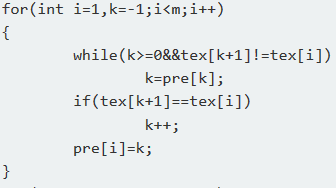 for(int i=1,k=-1;i<m;i++)
{
        while(k>=0&&tex[k+1]!=tex[i])
                k=pre[k];
        if(tex[k+1]==tex[i])
                k++;
        pre[i]=k;
}